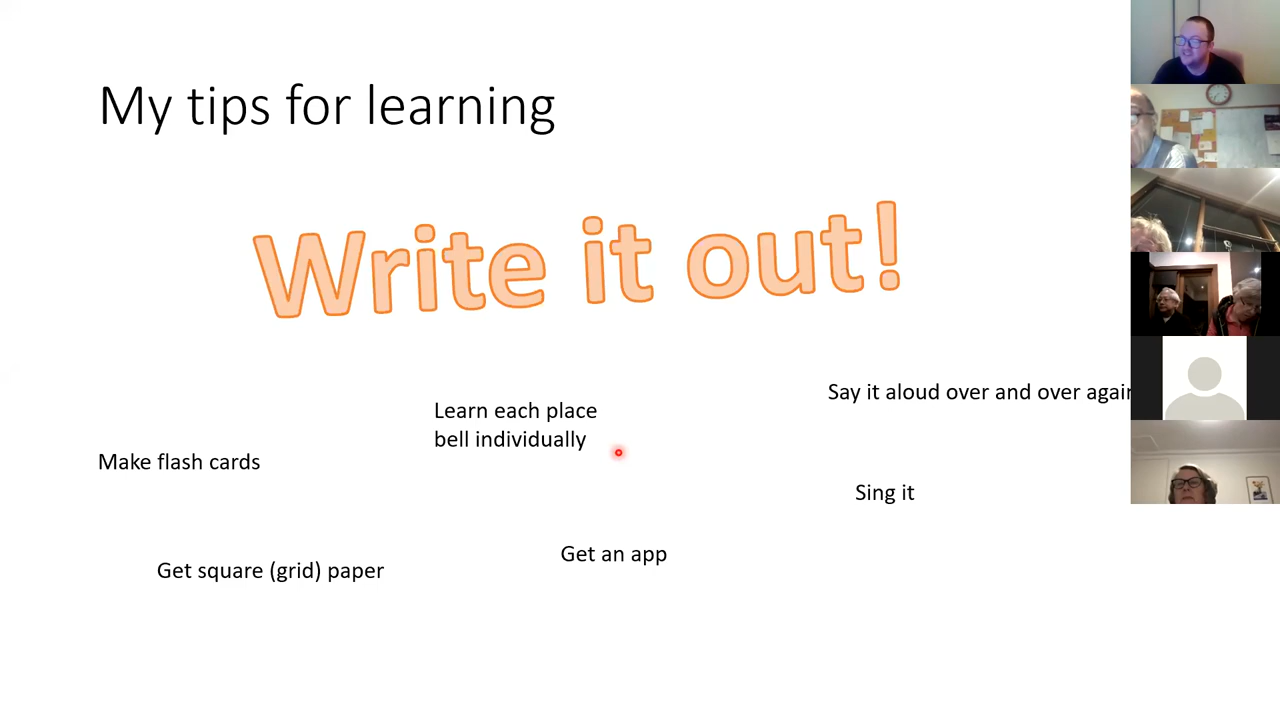 My tips for learning
Write it out!
Say it aloud over and over again
Learn each place
bell individually
Make flash cards
Sing it
Get an app
Get square (grid) paper